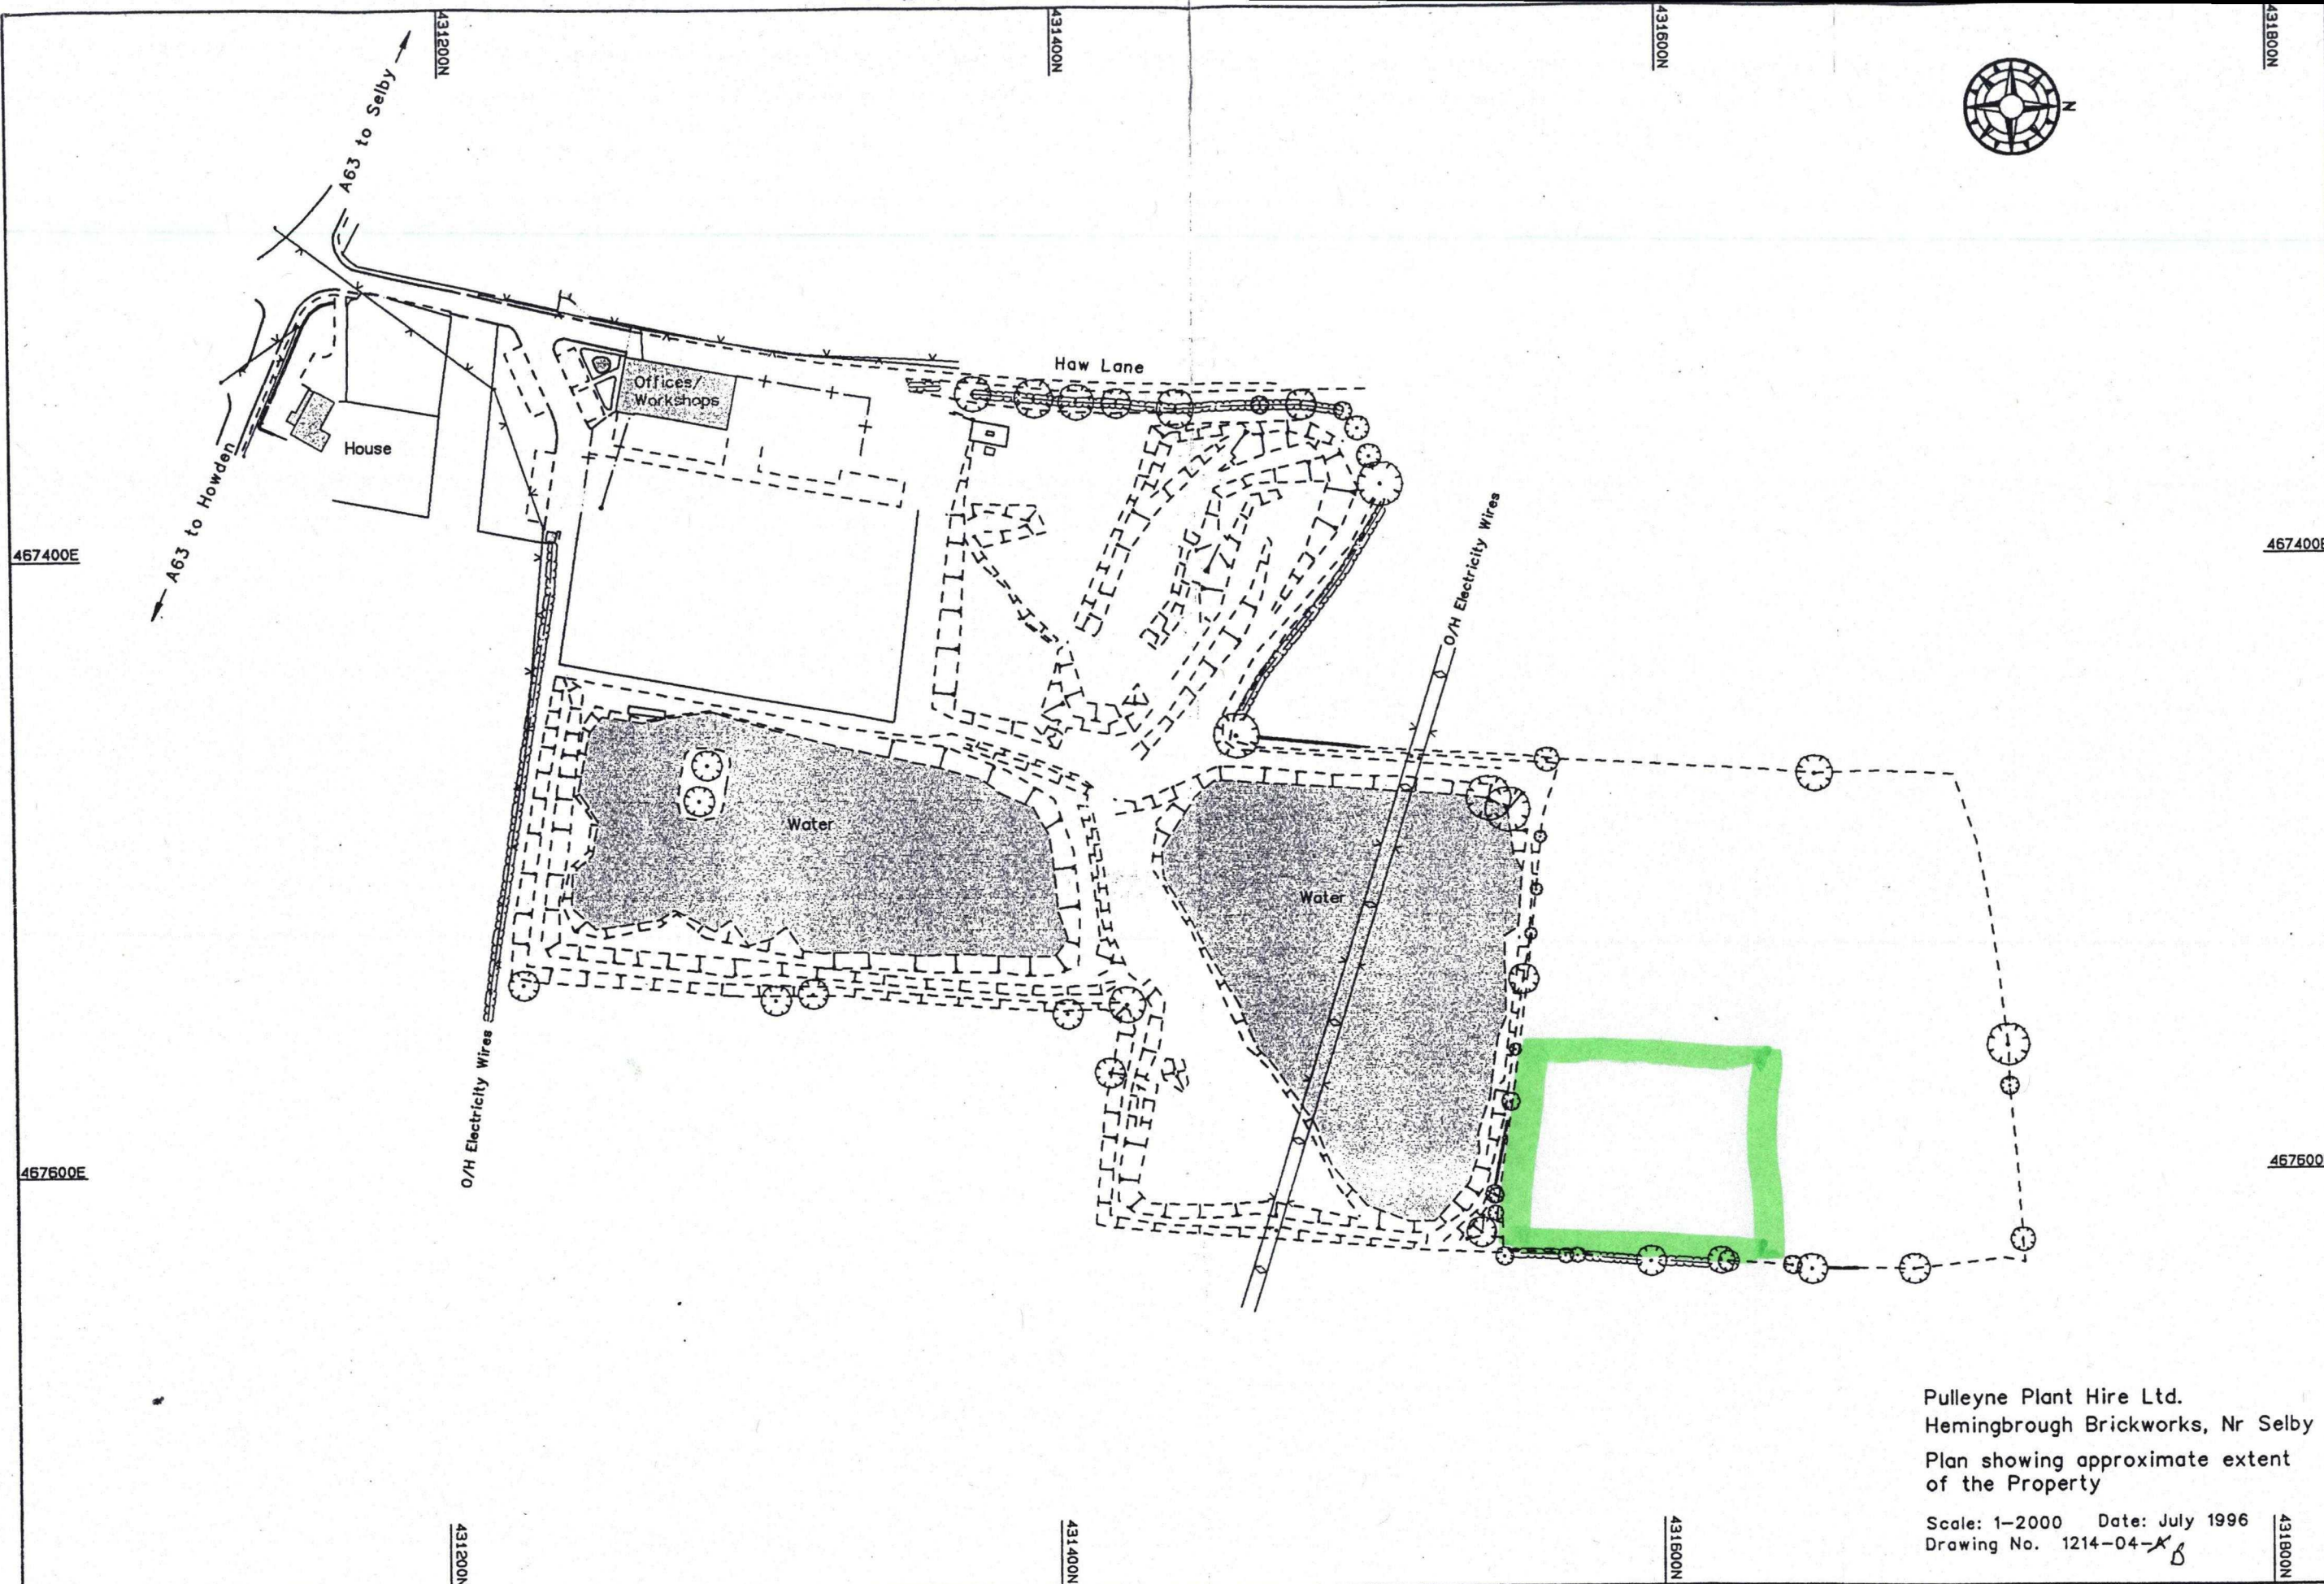 431200N
431400N
431600N
431800N
N
A63 to Selby
Haw Lane
Offices/
Workshops
House
A63 to Howden
O/H Electricity Wires
467400E
467400E
Water
Water
O/H Electricity Wires
467600E
467600
Pulleyne Plant Hire Ltd.
Hemingbrough Brickworks, Nr Selby
Plan showing approximate extent
of the Property
Scale: 1-2000 Date: July 1996
Drawing No. 1214-04-A B
431200N
431400N
431600N
431800N